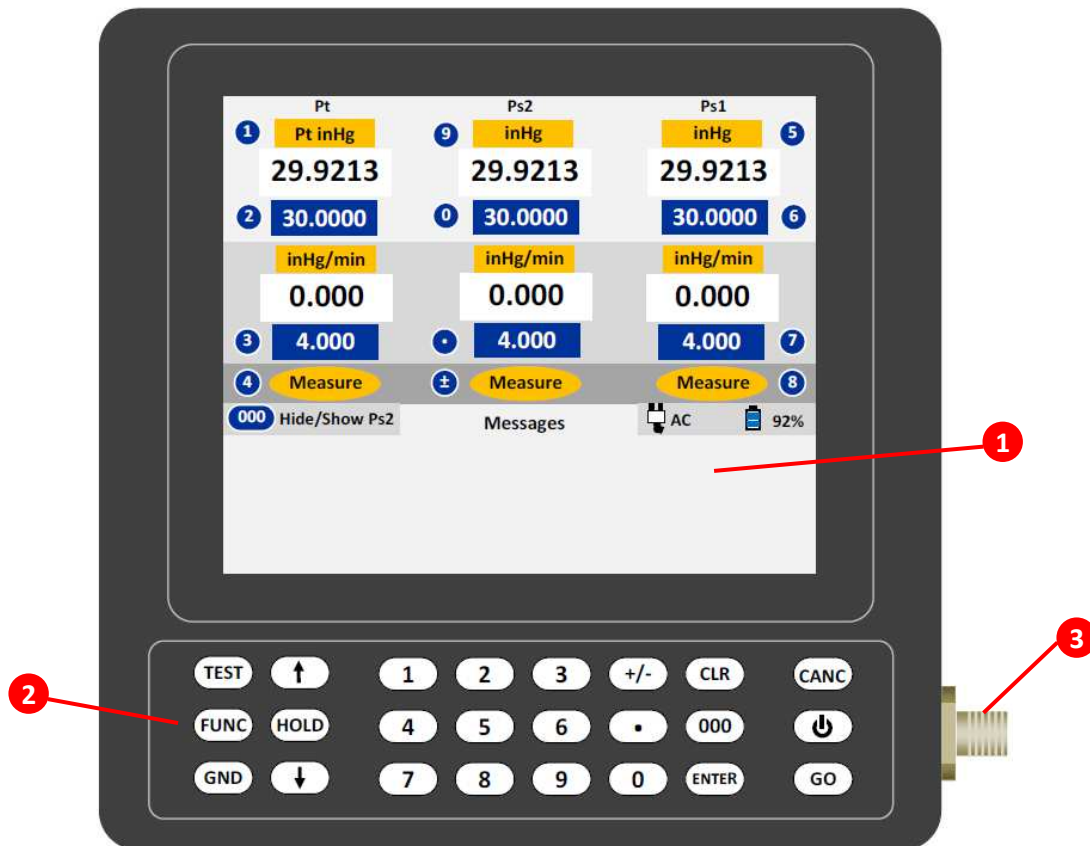 Pt Ps2 Ps1
1 Pt inHg 9 inHg inHg 5
29.9213 29.9213 29.9213
2 30.0000 0 30.0000 30.0000 6
inHg/min inHg/min inHg/min
0.000 0.000 0.000
3 4.000 • 4.000 4.000 7
4 Measure ± Measure Measure 8
000 Hide/Show Ps2 Messages AC 92%
1
TEST ↑ 1 2 3 +/- CLR CANC
3
2
FUNC HOLD 4 5 6 • 000
GND ↓ 7 8 9 0 ENTER GO